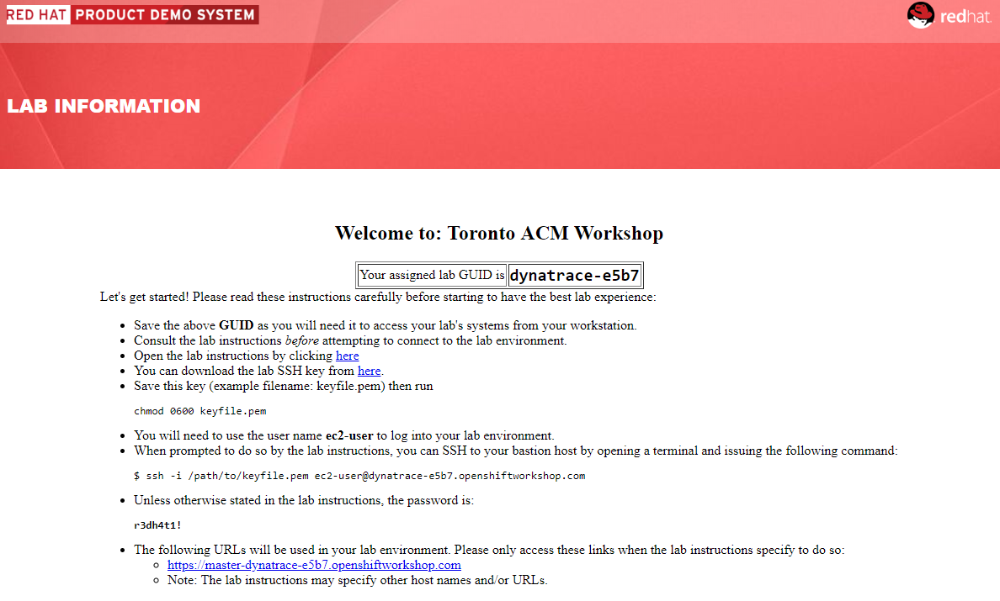 RED HAT PRODUCT DEMO SYSTEM
redhat.
LAB INFORMATION
Welcome to: Toronto ACM Workshop
Your assigned lab GUID is dynatrace-e5b7
Let's get started! Please read these instructions carefully before starting to have the best lab experience:
• Save the above GUID as you will need it to access your lab's systems from your workstation.
• Consult the lab instructions before attempting to connect to the lab environment.
• Open the lab instructions by clicking here
• You can download the lab SSH key from here.
• Save this key (example filename: keyfile.pem) then run
chmod 0600 keyfile.pem
• You will need to use the user name ec2-user to log into your lab environment.
• When prompted to do so by the lab instructions, you can SSH to your bastion host by opening a terminal and issuing the following command:
$ ssh -i /path/to/keyfile.pem ec2-user@dynatrace-e5b7.openshiftworkshop.com
• Unless otherwise stated in the lab instructions, the password is:
r3dh4t1!
• The following URLs will be used in your lab environment. Please only access these links when the lab instructions specify to do so:
◦ https://master-dynatrace-e5b7.openshiftworkshop.com
◦ Note: The lab instructions may specify other host names and/or URLs.